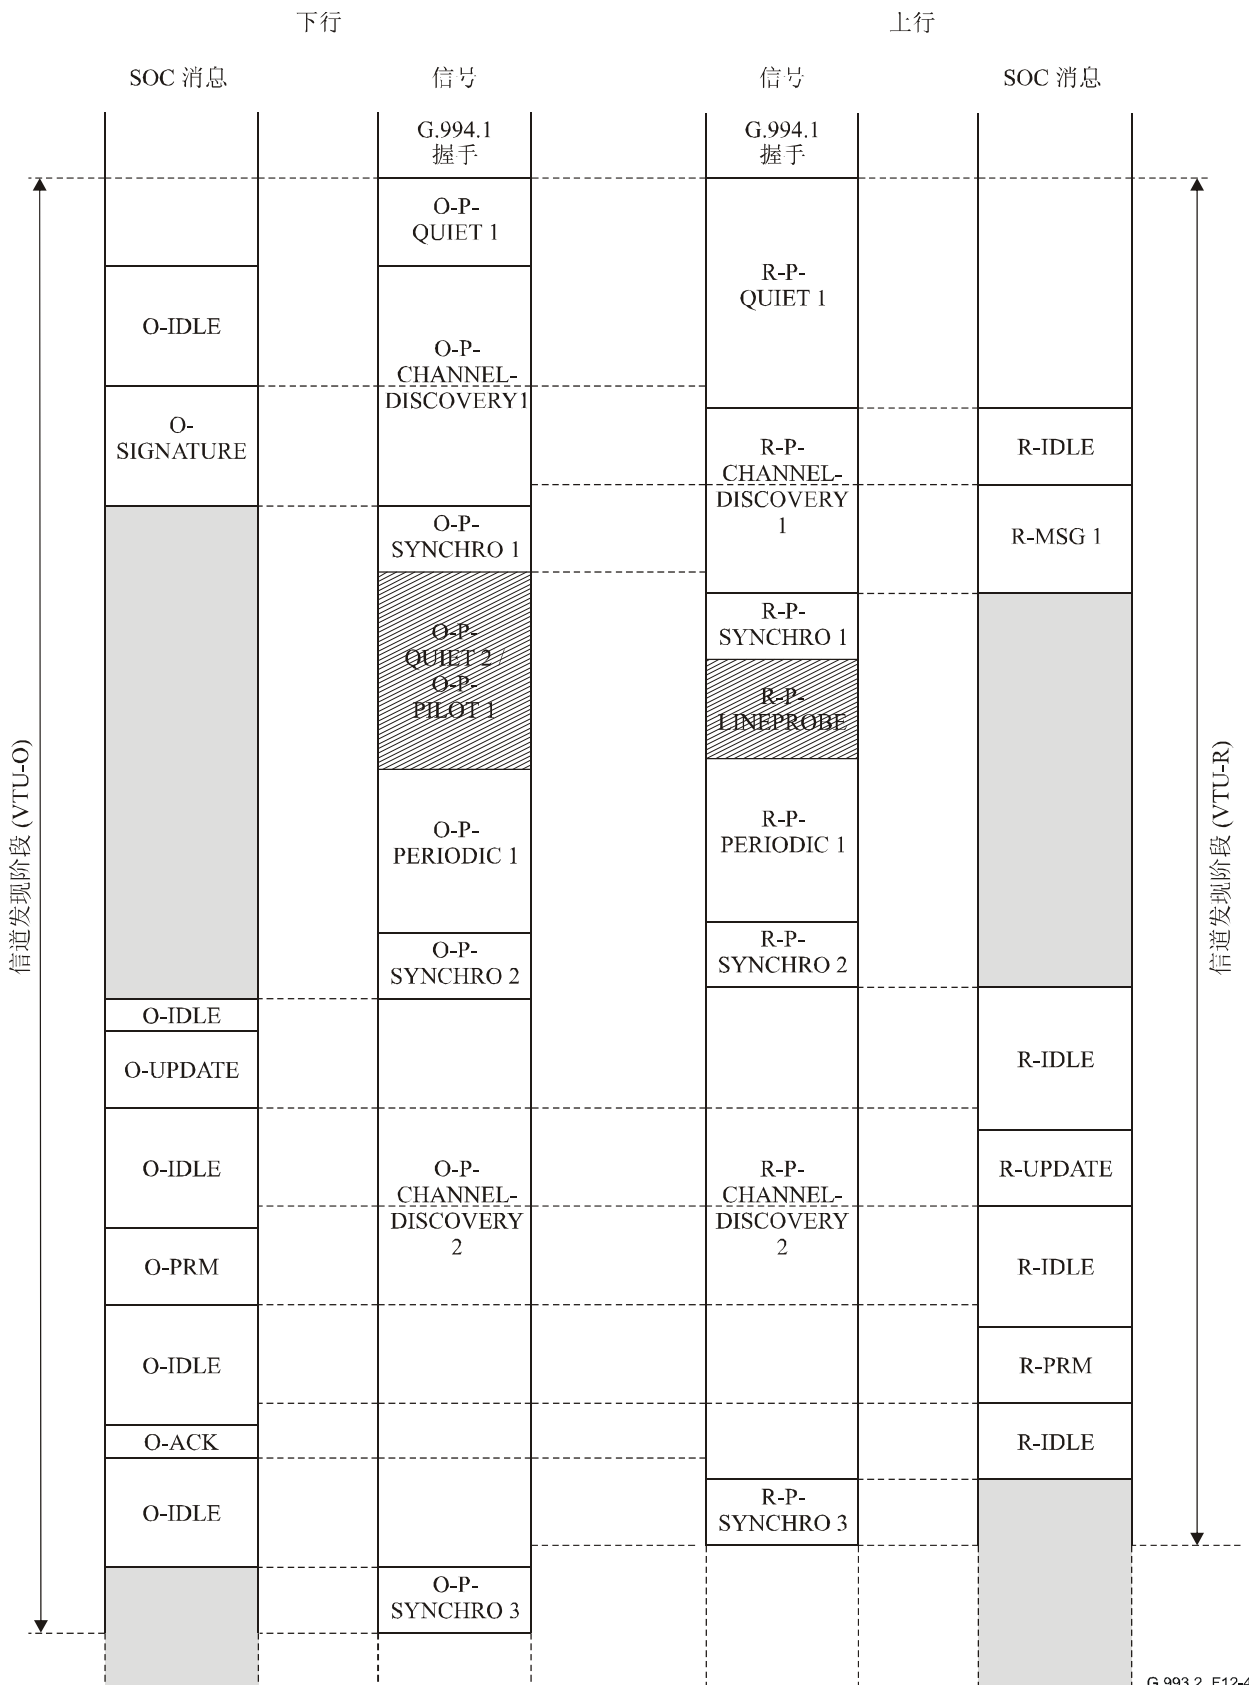 下行
上行
SOC 消息
信号
信号
SOC 消息
G.994.1
握手
G.994.1
握手
O-P-
QUIET 1
R-P-
QUIET 1
O-IDLE
O-P-
CHANNEL-
DISCOVERY1
O-
SIGNATURE
R-P-
CHANNEL-
DISCOVERY
1
R-IDLE
O-P-
SYNCHRO 1
R-MSG 1
R-P-
SYNCHRO 1
O-P-
QUIET 2 /
O-P-
PILOT 1
R-P-
LINEPROBE
信道发现阶段 (VTU-O)
信道发现阶段 (VTU-R)
O-P-
PERIODIC 1
R-P-
PERIODIC 1
O-P-
SYNCHRO 2
R-P-
SYNCHRO 2
O-IDLE
O-UPDATE
R-IDLE
O-IDLE
O-P-
CHANNEL-
DISCOVERY
2
R-P-
CHANNEL-
DISCOVERY
2
R-UPDATE
O-PRM
R-IDLE
O-IDLE
R-PRM
O-ACK
R-IDLE
O-IDLE
R-P-
SYNCHRO 3
O-P-
SYNCHRO 3
G.993.2_F12-4